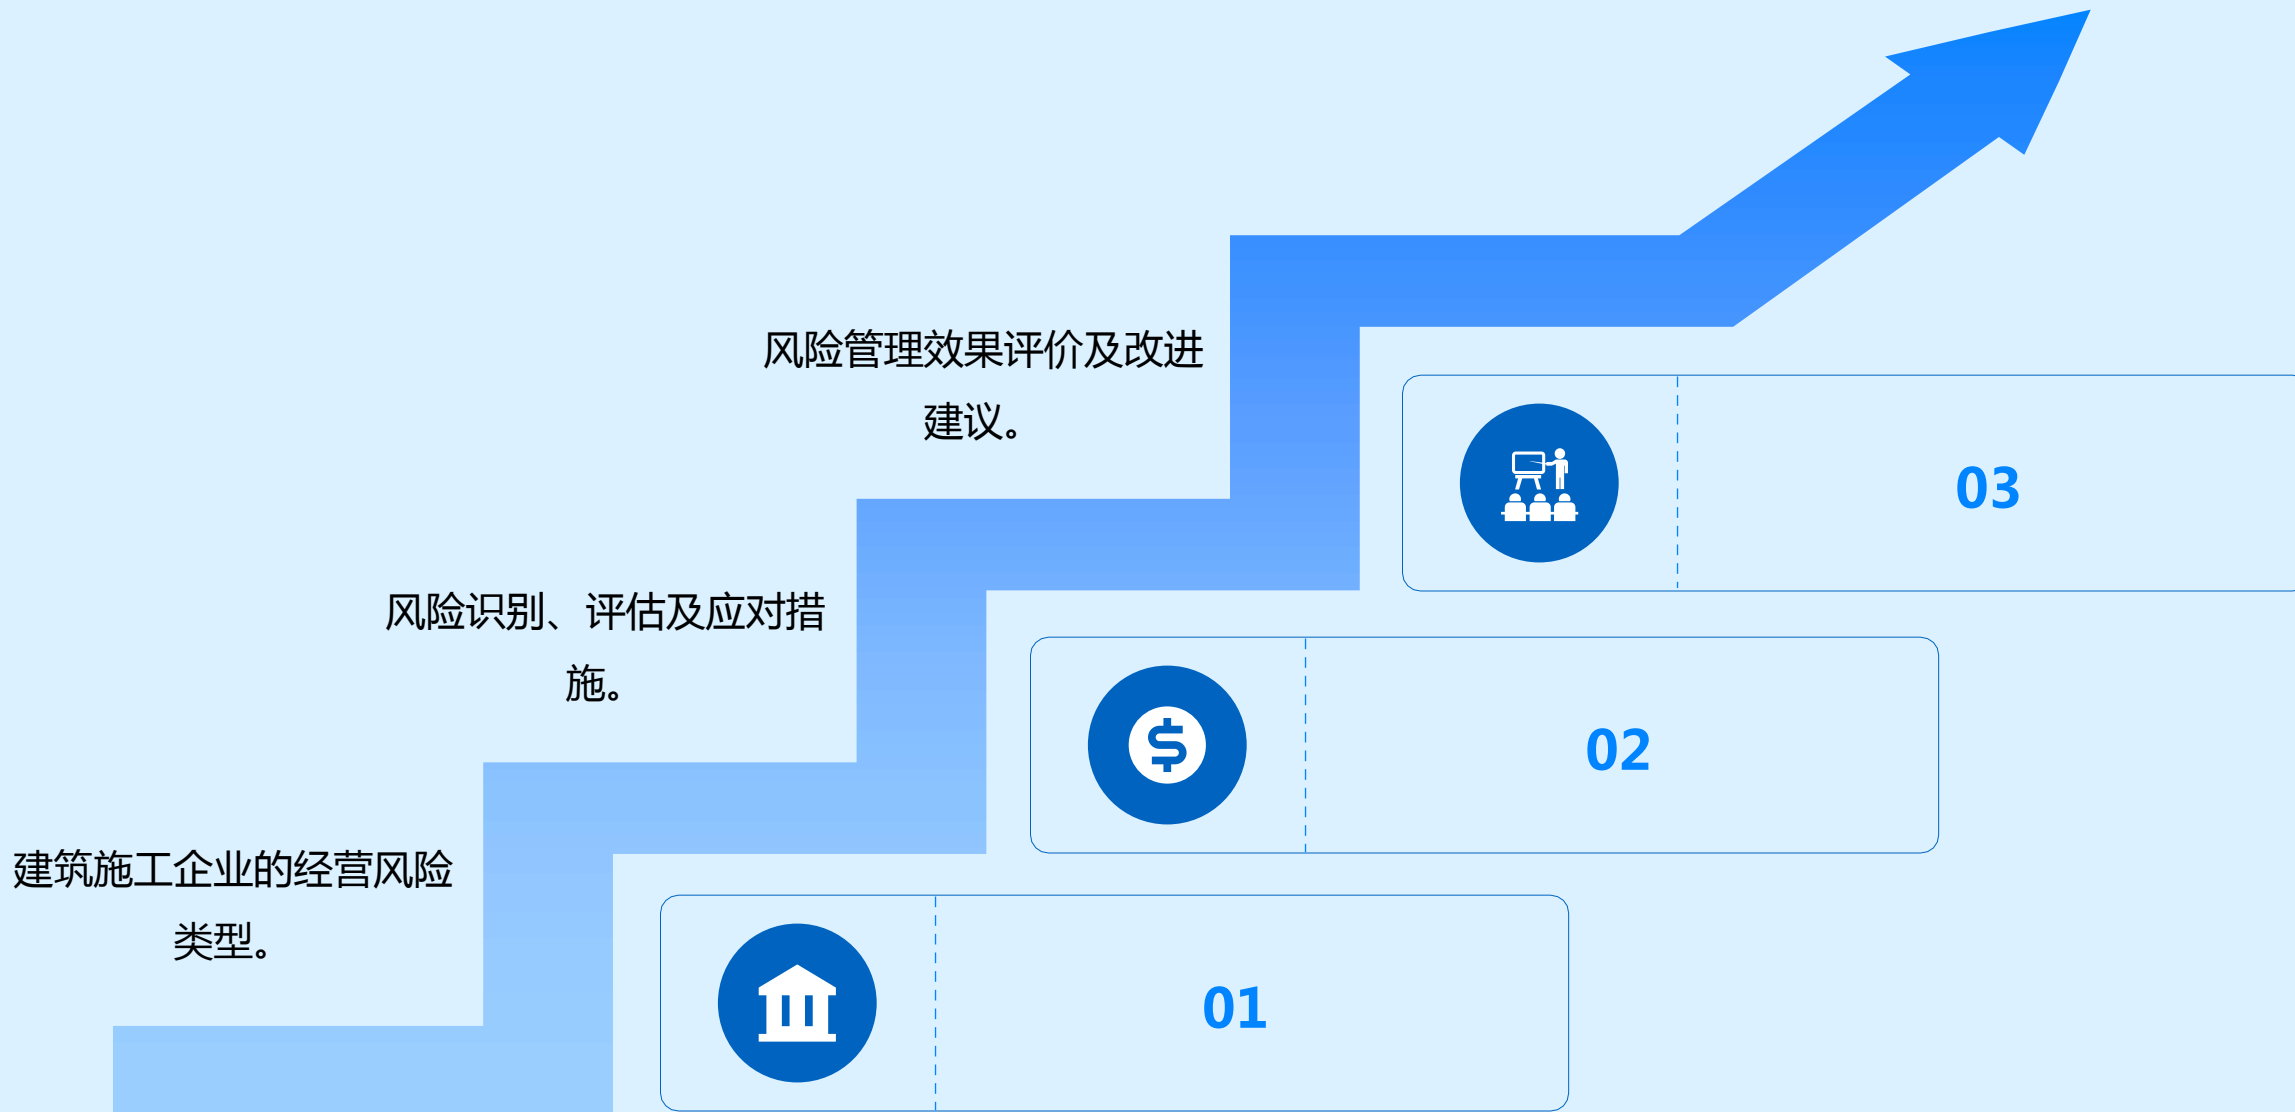 风险管理效果评价及改进
建议。
03
风险识别、评估及应对措
施。
02
建筑施工企业的经营风险
类型。
01